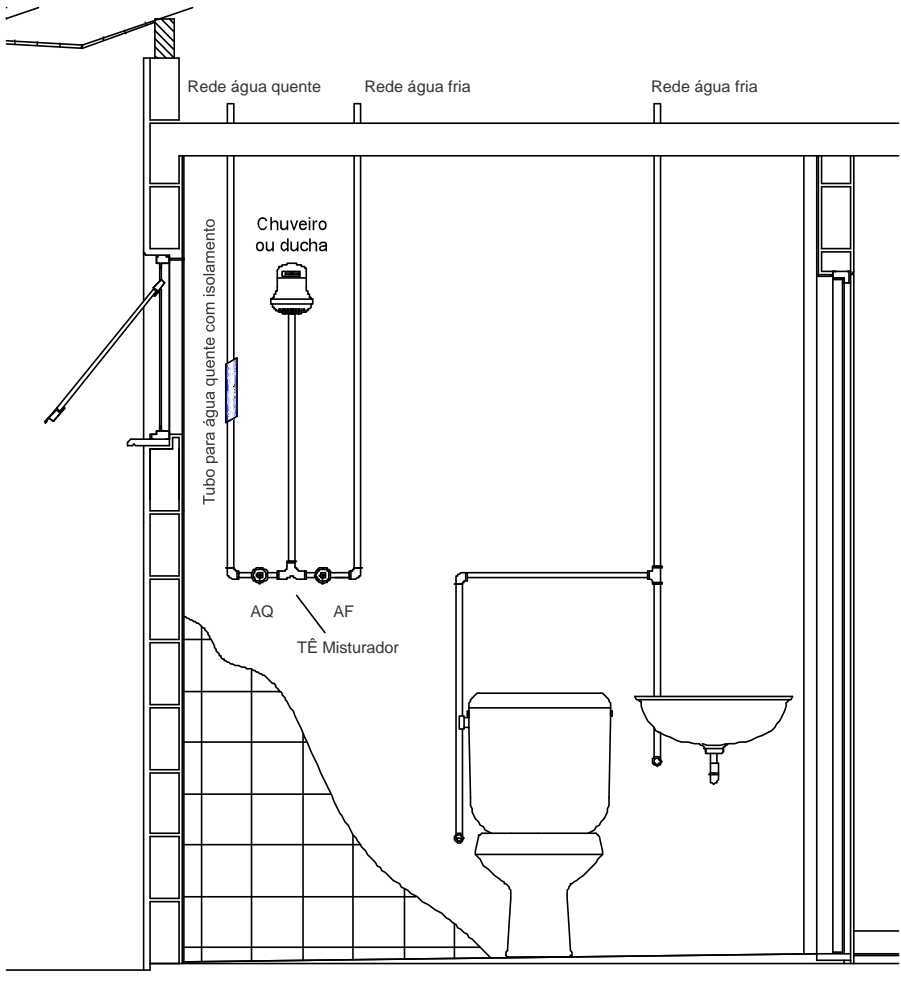 Rede água quente
Rede água fria
Rede água fria
Chuveiro
ou ducha
Tubo para água quente com isolamento
AQ
AF
TÊ Misturador